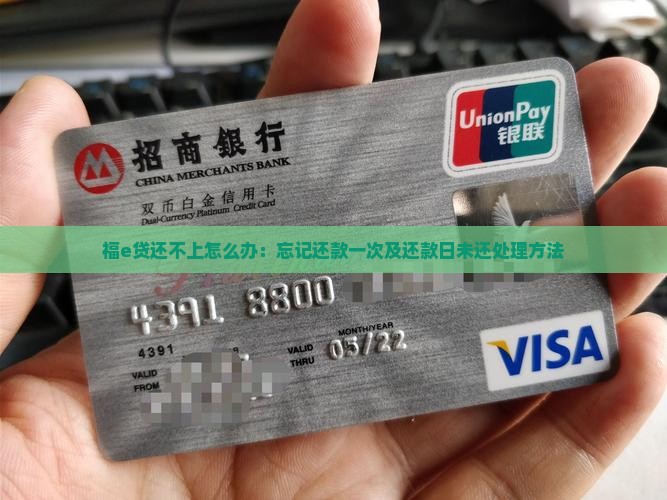 招商銀行
CHINA MERCHANTS BANK
双币白金信用卡
Dual-Currency Platinum Credit Card
UnionPay
银联
福e贷还不上怎么办：忘记还款一次及还款日未还处理方法
4391 8800
4391
MONTH/YEAR
VALID THRU 05/22
VALID FROM
VISA